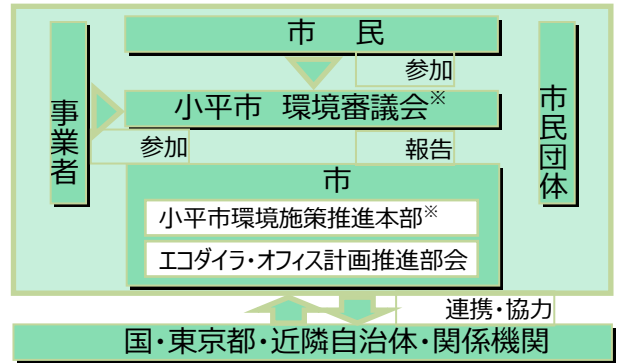 市　民
参加
事業者
小平市　環境審議会※
市民団体
参加
報告
市
小平市環境施策推進本部※
エコダイラ・オフィス計画推進部会
連携・協力
国・東京都・近隣自治体・関係機関